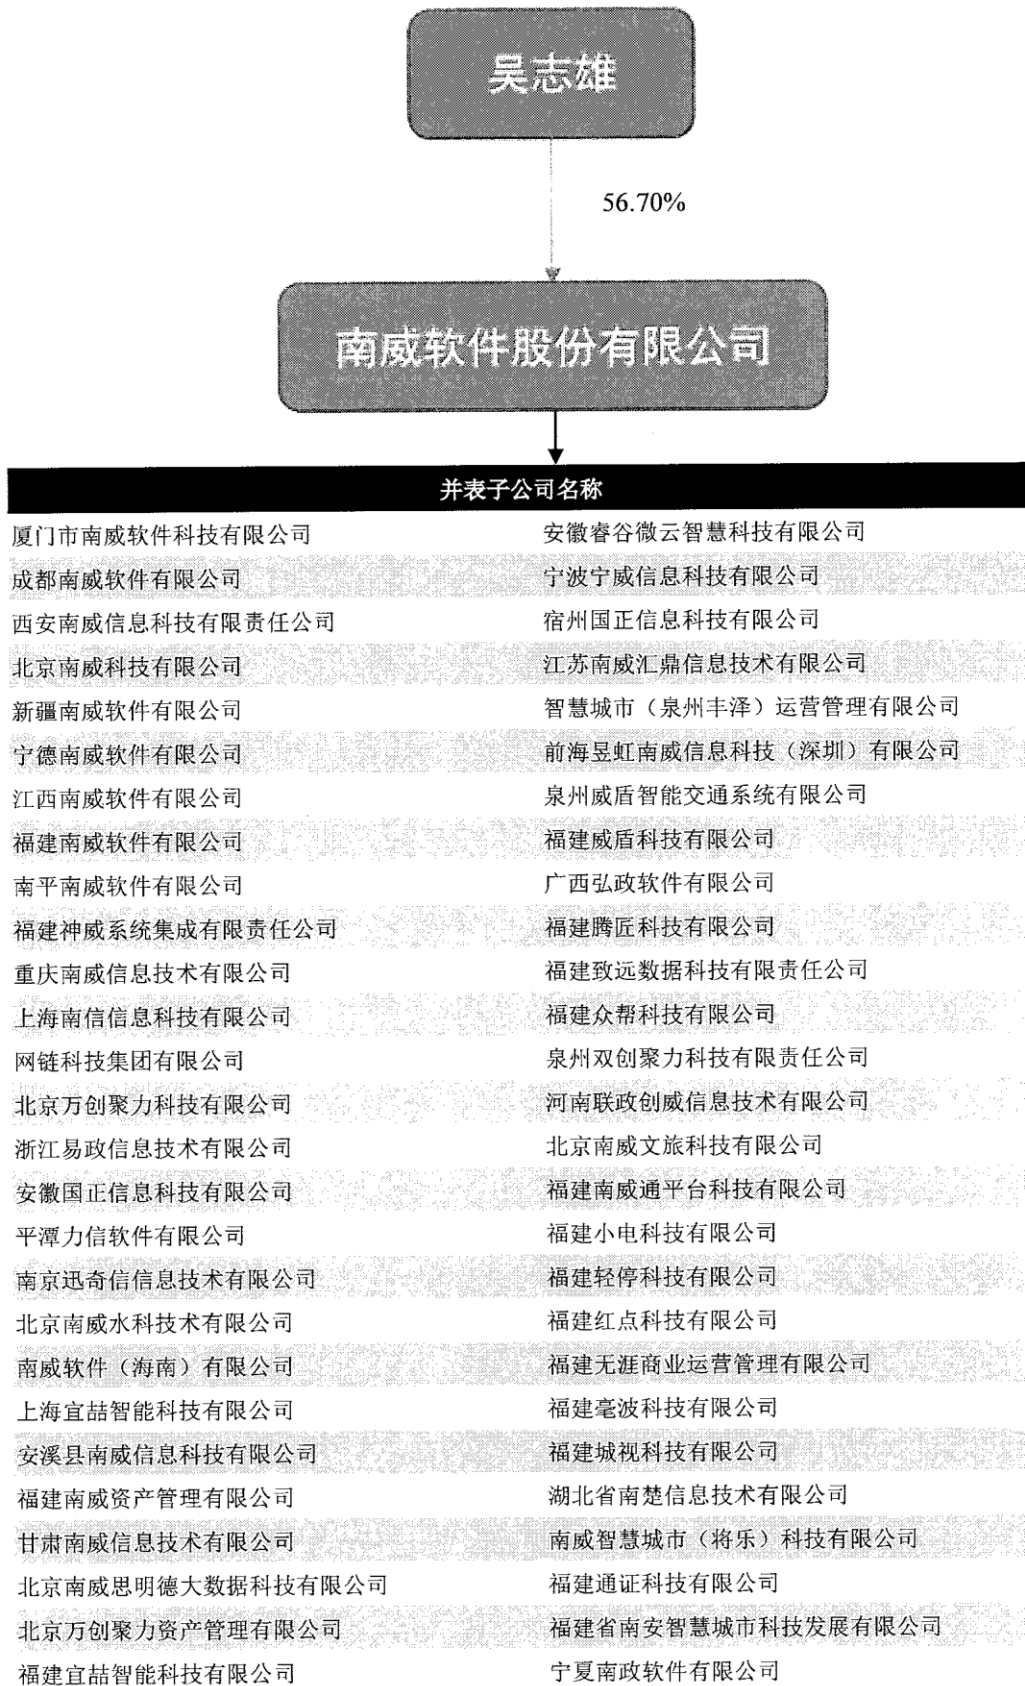 吴志雄
56.70%
南威软件股份有限公司
并表子公司名称
厦门市南威软件科技有限公司 安徽睿谷微云智慧科技有限公司
成都南威软件有限公司 宁波宁威信息科技有限公司
西安南威信息科技有限责任公司 宿州国正信息科技有限公司
北京南威科技有限公司 江苏南威汇鼎信息技术有限公司
新疆南威软件有限公司 智慧城市（泉州丰泽）运营管理有限公司
宁德南威软件有限公司 前海昱虹南威信息科技（深圳）有限公司
江西南威软件有限公司 泉州威盾智能交通系统有限公司
福建南威软件有限公司 福建威盾科技有限公司
南平南威软件有限公司 广西弘政软件有限公司
福建神威系统集成有限责任公司 福建腾匠科技有限公司
重庆南威信息技术有限公司 福建致远数据科技有限责任公司
上海南信信息科技有限公司 福建众帮科技有限公司
网链科技集团有限公司 泉州双创聚力科技有限责任公司
北京万创聚力科技有限公司 河南联政创威信息技术有限公司
浙江易政信息技术有限公司 北京南威文旅科技有限公司
安徽国正信息科技有限公司 福建南威通平台科技有限公司
平潭力信软件有限公司 福建小电科技有限公司
南京迅奇信信息技术有限公司 福建轻停科技有限公司
北京南威水科技术有限公司 福建红点科技有限公司
南威软件（海南）有限公司 福建无涯商业运营管理有限公司
上海宜喆智能科技有限公司 福建毫波科技有限公司
安溪县南威信息科技有限公司 福建城视科技有限公司
福建南威资产管理有限公司 湖北省南楚信息技术有限公司
甘肃南威信息技术有限公司 南威智慧城市（将乐）科技有限公司
北京南威思明德大数据科技有限公司 福建通证科技有限公司
北京万创聚力资产管理有限公司 福建省南安智慧城市科技发展有限公司
福建宜喆智能科技有限公司 宁夏南政软件有限公司